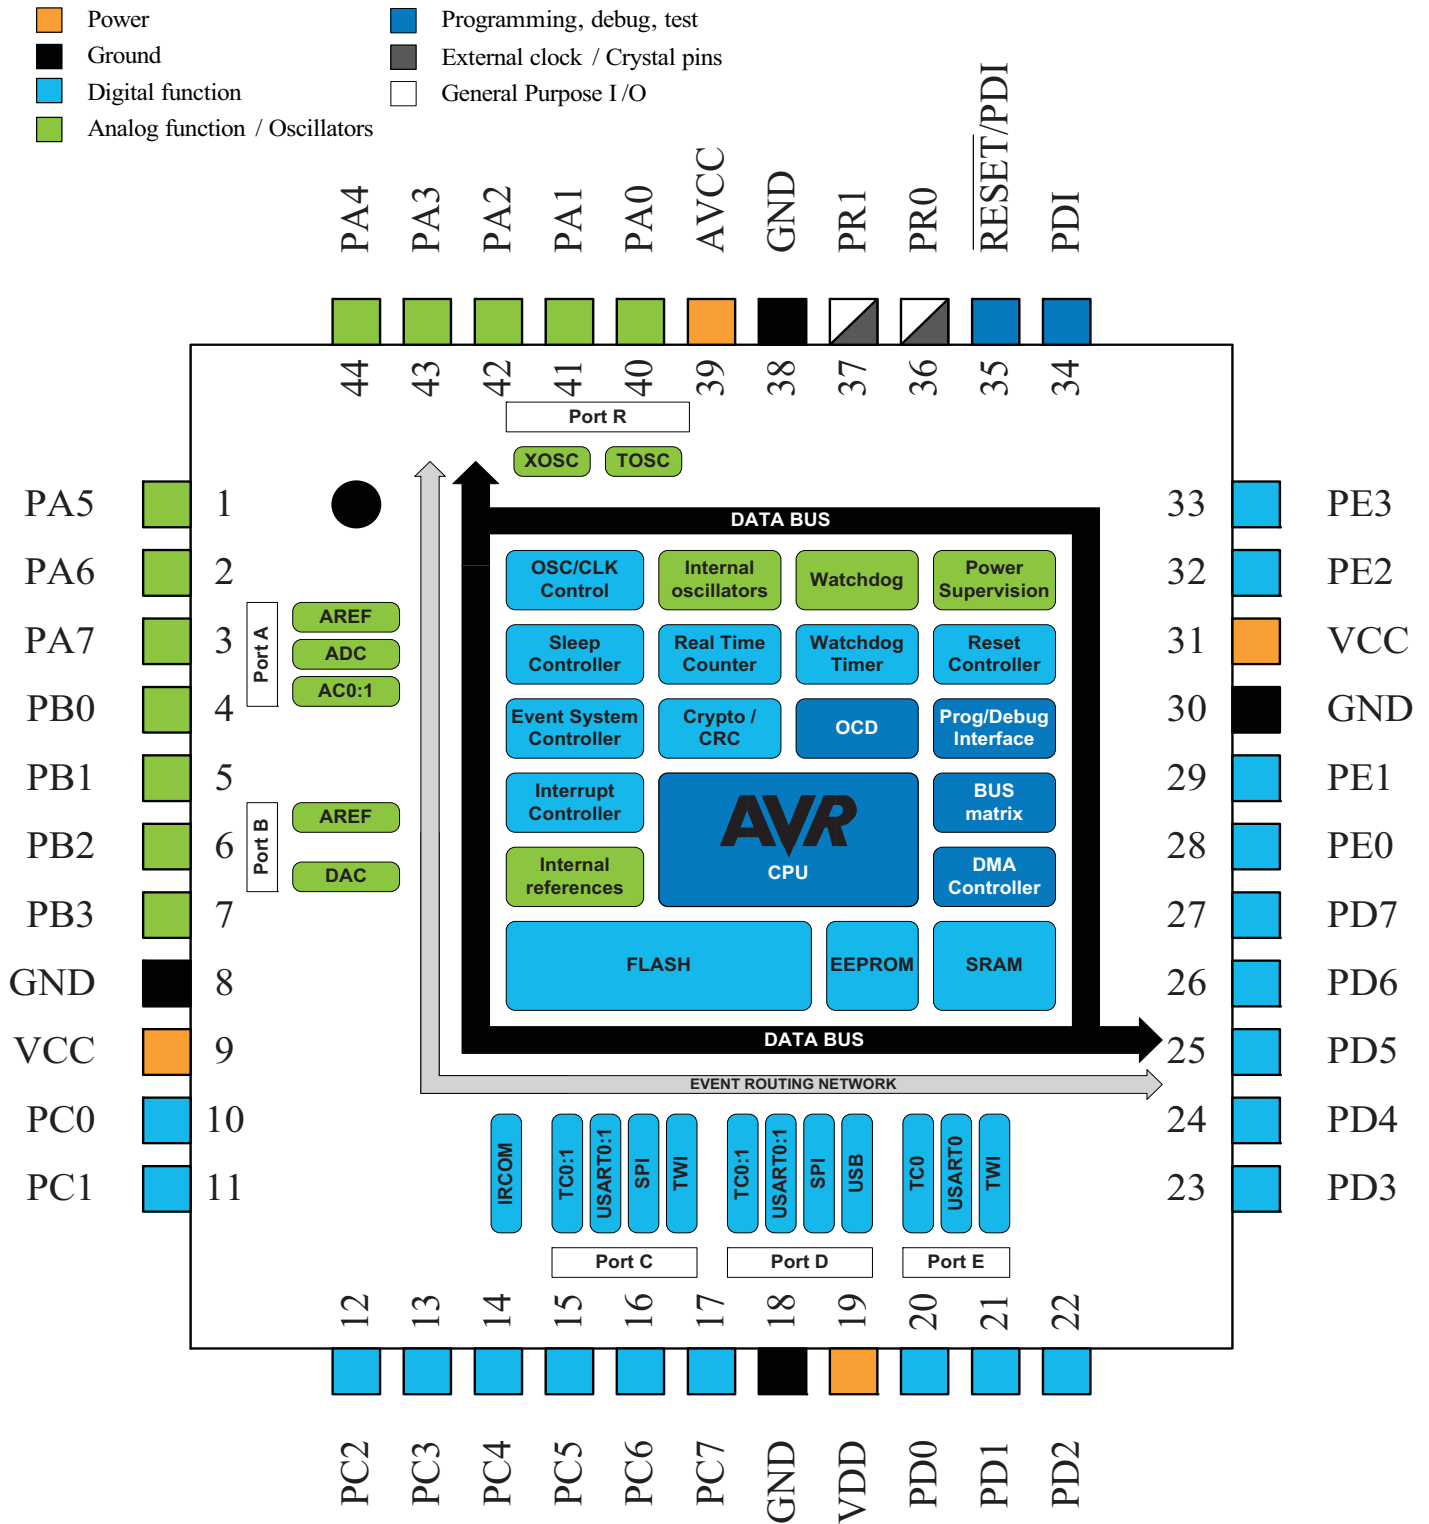 Power
Ground
Digital function
Analog function / Oscillators
Programming, debug, test
External clock / Crystal pins
General Purpose I /O
PA4
PA3
PA2
PA1
PA0
AVCC
GND
PR1
PR0
RESET/PDI
PDI
44
43
42
41
40
39
38
37
36
35
34
Port R
XOSC
TOSC
PA5
1
PA6
2
PA7
3
PB0
4
PB1
5
PB2
6
PB3
7
GND
8
VCC
9
PC0
10
PC1
11
Port A
AREF
ADC
AC0:1
Port B
AREF
DAC
DATA BUS
OSC/CLK
Control
Internal
oscillators
Watchdog
Power
Supervision
Sleep
Controller
Real Time
Counter
Watchdog
Timer
Reset
Controller
Event System
Controller
Crypto /
CRC
OCD
Prog/Debug
Interface
Interrupt
Controller
AVR
CPU
BUS
matrix
Internal
references
DMA
Controller
FLASH
EEPROM
SRAM
DATA BUS
EVENT ROUTING NETWORK
33
PE3
32
PE2
31
VCC
30
GND
29
PE1
28
PE0
27
PD7
26
PD6
25
PD5
24
PD4
23
PD3
IRCOM
TC0:1
USART0:1
SPI
TWI
TC0:1
USART0:1
SPI
USB
TC0
USART0
TWI
Port C
Port D
Port E
12
13
14
15
16
17
18
19
20
21
22
PC2
PC3
PC4
PC5
PC6
PC7
GND
VDD
PD0
PD1
PD2